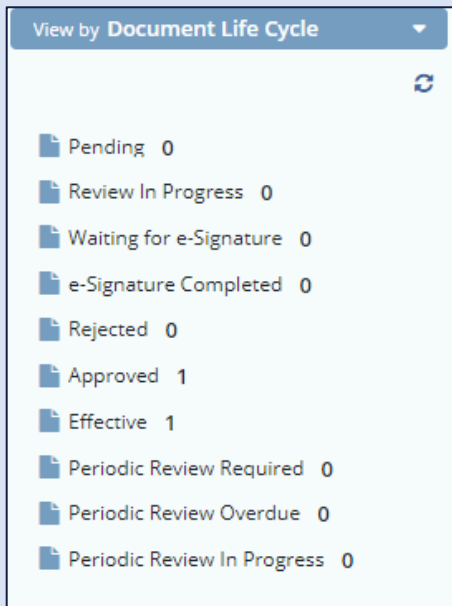 View by Document Life Cycle
Pending 0
Review In Progress 0
Waiting for e-Signature 0
e-Signature Completed 0
Rejected 0
Approved 1
Effective 1
Periodic Review Required 0
Periodic Review Overdue 0
Periodic Review In Progress 0